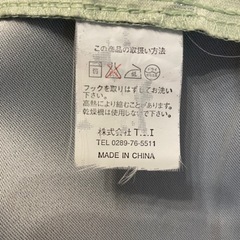 この商品の取扱い方法
フックを取りはずしてお洗い
下さい。
高熱により縮むことがあります。
乾燥機は使用しないで下さい。
株式会社 T.S.I
TEL 0289-76-5511
MADE IN CHINA